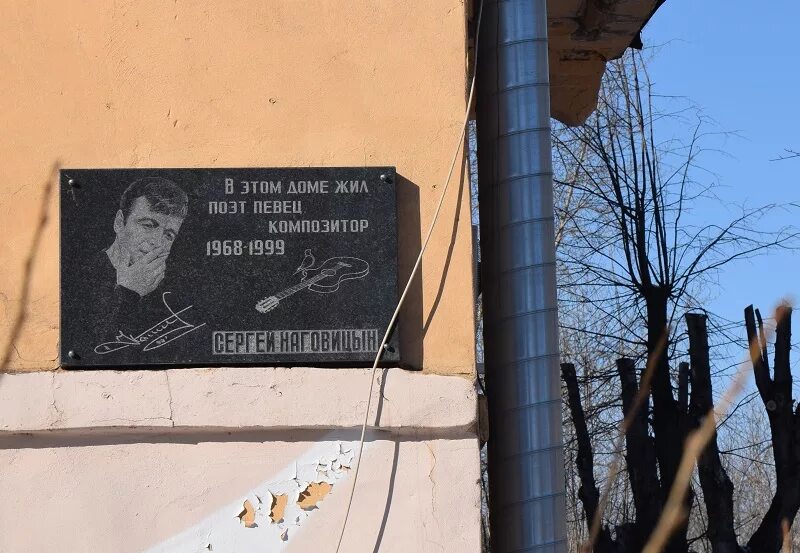 В ЭТОМ ДОМЕ ЖИЛ
ПОЭТ ПЕВЕЦ
КОМПОЗИТОР
1968-1999
СЕРГЕЙ НАГОВИЦЫН